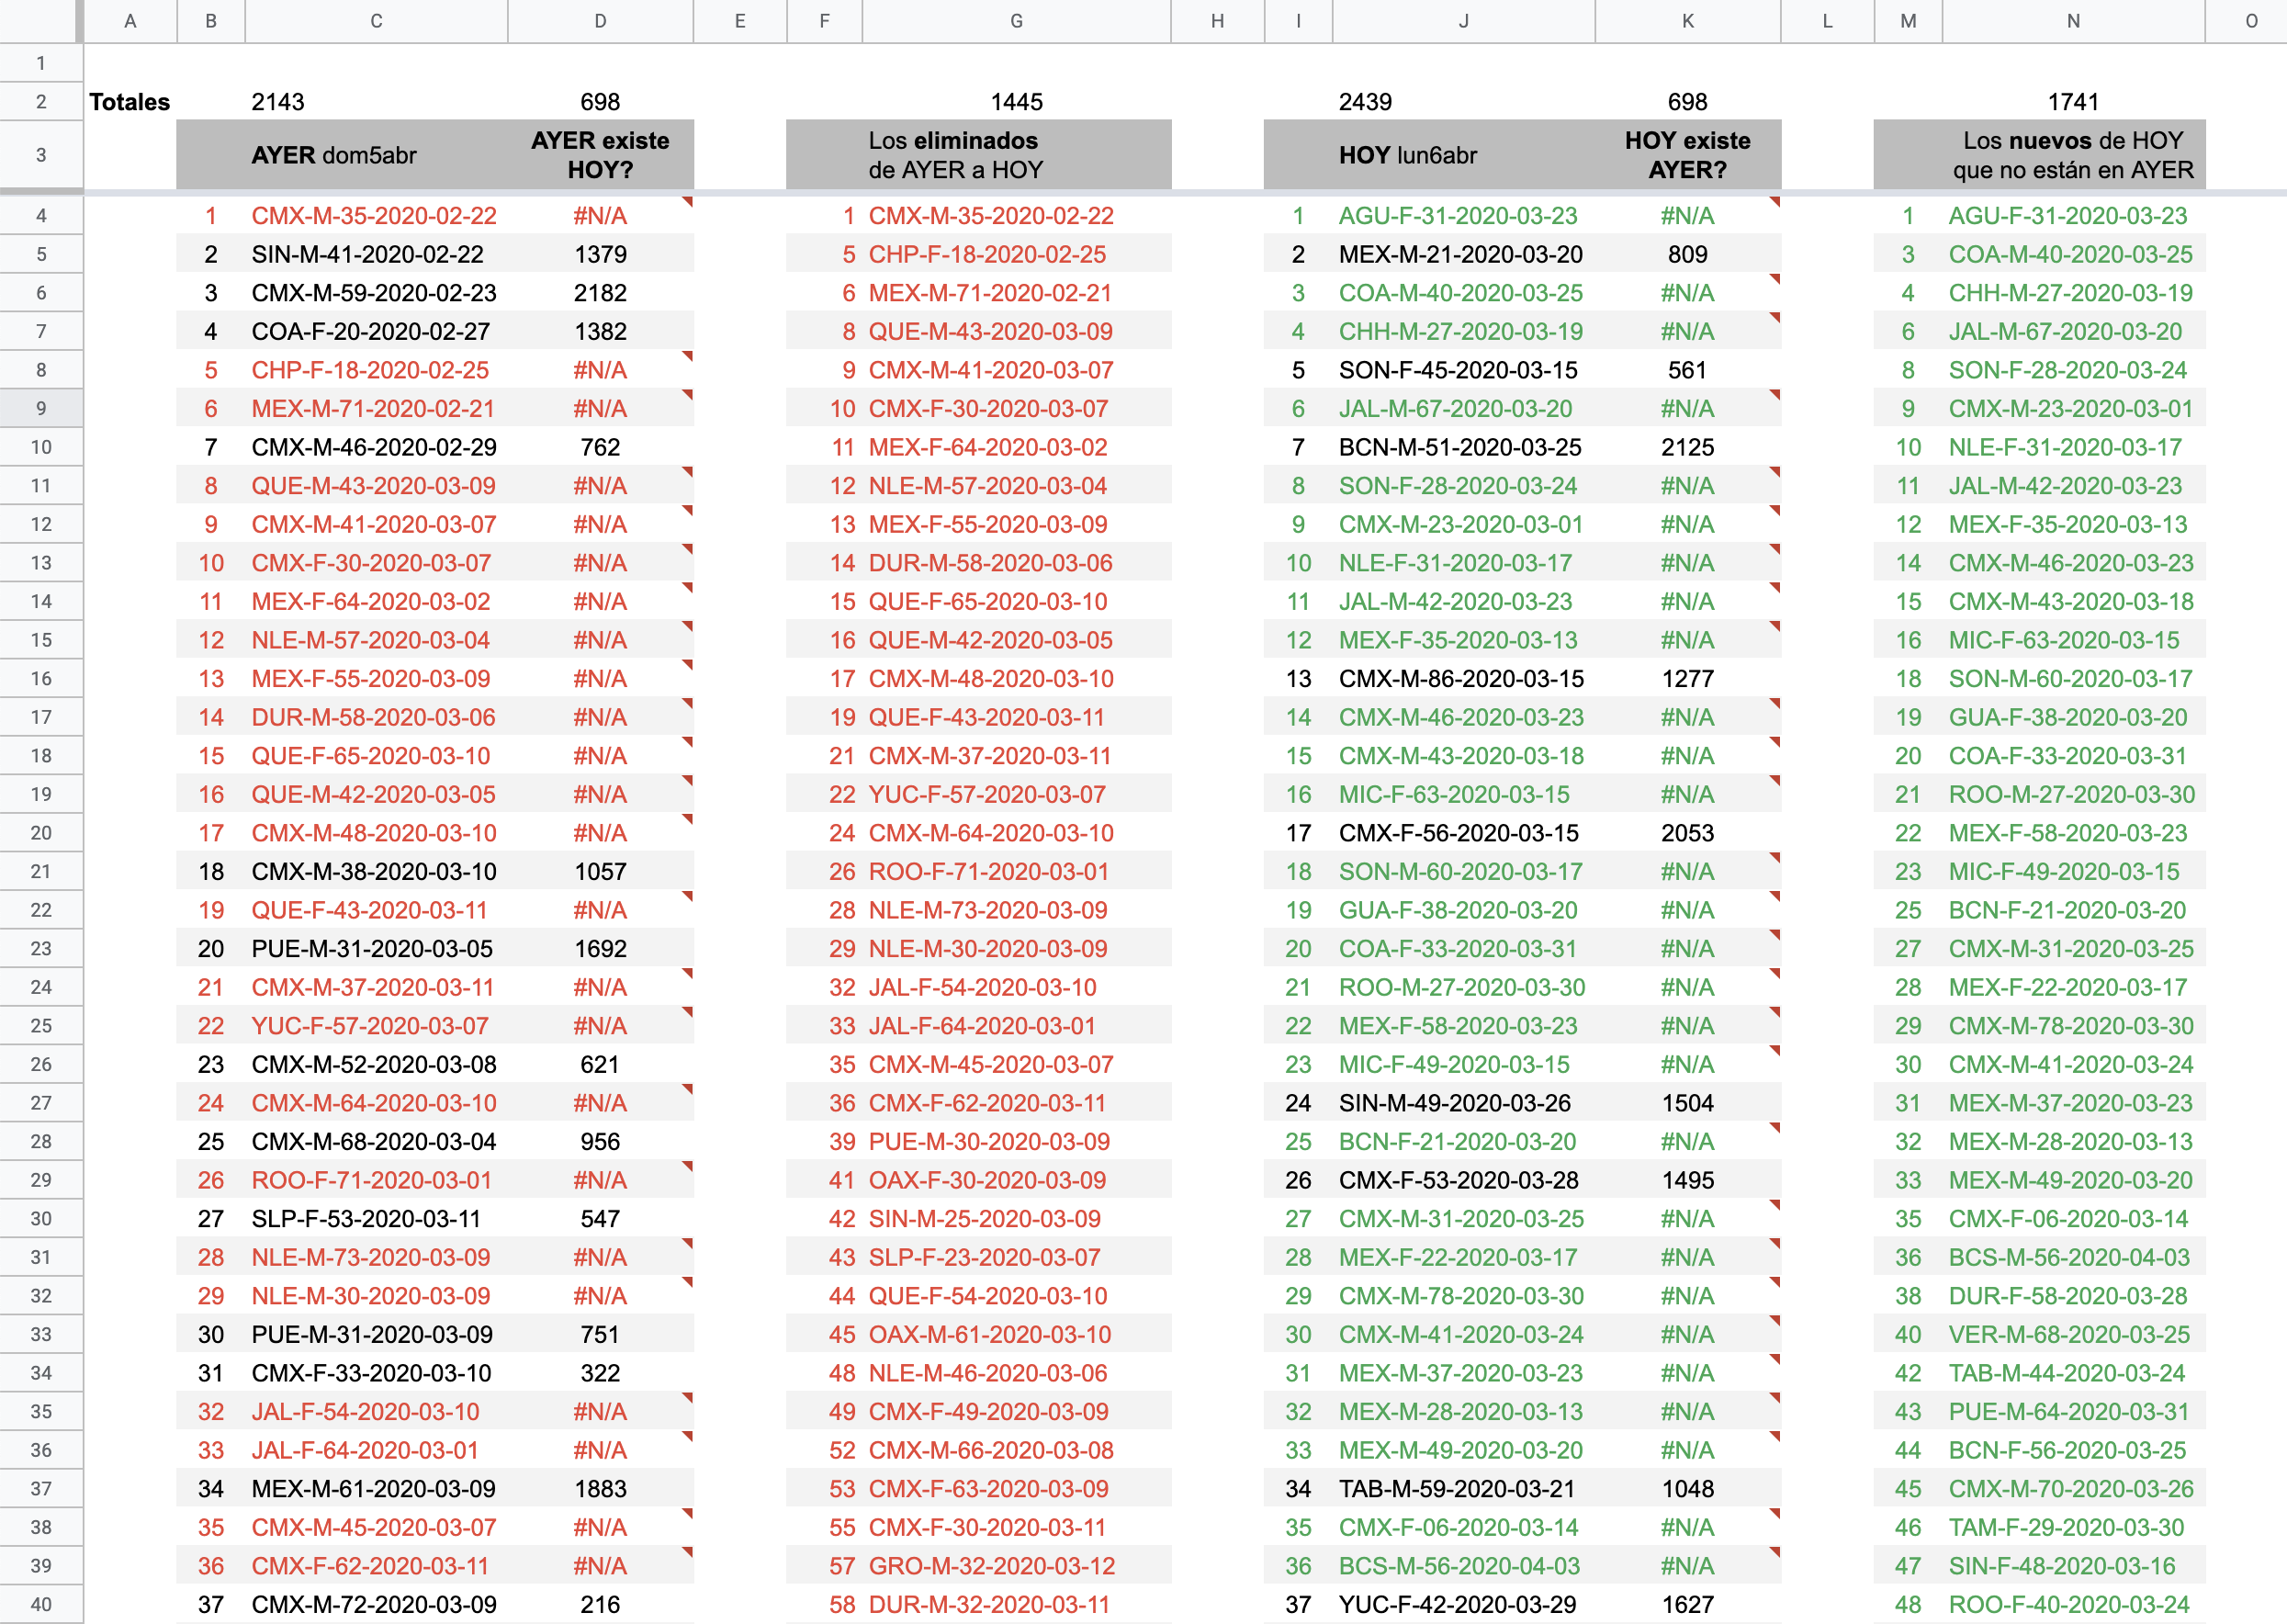 A B C D E F G H I J K L M N O
1
2 Totales 2143 698 1445 2439 698 1741
3 AYER dom5abr AYER existe HOY? Los eliminados de AYER a HOY HOY lun6abr HOY existe AYER? Los nuevos de HOY que no están en AYER
4 1 CMX-M-35-2020-02-22 #N/A 1 CMX-M-35-2020-02-22 1 AGU-F-31-2020-03-23 #N/A 1 AGU-F-31-2020-03-23
5 2 SIN-M-41-2020-02-22 1379 5 CHP-F-18-2020-02-25 2 MEX-M-21-2020-03-20 809 3 COA-M-40-2020-03-25
6 3 CMX-M-59-2020-02-23 2182 6 MEX-M-71-2020-02-21 3 COA-M-40-2020-03-25 #N/A 4 CHH-M-27-2020-03-19
7 4 COA-F-20-2020-02-27 1382 8 QUE-M-43-2020-03-09 4 CHH-M-27-2020-03-19 #N/A 6 JAL-M-67-2020-03-20
8 5 CHP-F-18-2020-02-25 #N/A 9 CMX-M-41-2020-03-07 5 SON-F-45-2020-03-15 561 8 SON-F-28-2020-03-24
9 6 MEX-M-71-2020-02-21 #N/A 10 CMX-F-30-2020-03-07 6 JAL-M-67-2020-03-20 #N/A 9 CMX-M-23-2020-03-01
10 7 CMX-M-46-2020-02-29 762 11 MEX-F-64-2020-03-02 7 BCN-M-51-2020-03-25 2125 10 NLE-F-31-2020-03-17
11 8 QUE-M-43-2020-03-09 #N/A 12 NLE-M-57-2020-03-04 8 SON-F-28-2020-03-24 #N/A 11 JAL-M-42-2020-03-23
12 9 CMX-M-41-2020-03-07 #N/A 13 MEX-F-55-2020-03-09 9 CMX-M-23-2020-03-01 #N/A 12 MEX-F-35-2020-03-13
13 10 CMX-F-30-2020-03-07 #N/A 14 DUR-M-58-2020-03-06 10 NLE-F-31-2020-03-17 #N/A 14 CMX-M-46-2020-03-23
14 11 MEX-F-64-2020-03-02 #N/A 15 QUE-F-65-2020-03-10 11 JAL-M-42-2020-03-23 #N/A 15 CMX-M-43-2020-03-18
15 12 NLE-M-57-2020-03-04 #N/A 16 QUE-M-42-2020-03-05 12 MEX-F-35-2020-03-13 #N/A 16 MIC-F-63-2020-03-15
16 13 MEX-F-55-2020-03-09 #N/A 17 CMX-M-48-2020-03-10 13 CMX-M-86-2020-03-15 1277 18 SON-M-60-2020-03-17
17 14 DUR-M-58-2020-03-06 #N/A 19 QUE-F-43-2020-03-11 14 CMX-M-46-2020-03-23 #N/A 19 GUA-F-38-2020-03-20
18 15 QUE-F-65-2020-03-10 #N/A 21 CMX-M-37-2020-03-11 15 CMX-M-43-2020-03-18 #N/A 20 COA-F-33-2020-03-31
19 16 QUE-M-42-2020-03-05 #N/A 22 YUC-F-57-2020-03-07 16 MIC-F-63-2020-03-15 #N/A 21 ROO-M-27-2020-03-30
20 17 CMX-M-48-2020-03-10 #N/A 24 CMX-M-64-2020-03-10 17 CMX-F-56-2020-03-15 2053 22 MEX-F-58-2020-03-23
21 18 CMX-M-38-2020-03-10 1057 26 ROO-F-71-2020-03-01 18 SON-M-60-2020-03-17 #N/A 23 MIC-F-49-2020-03-15
22 19 QUE-F-43-2020-03-11 #N/A 28 NLE-M-73-2020-03-09 19 GUA-F-38-2020-03-20 #N/A 25 BCN-F-21-2020-03-20
23 20 PUE-M-31-2020-03-05 1692 29 NLE-M-30-2020-03-09 20 COA-F-33-2020-03-31 #N/A 27 CMX-M-31-2020-03-25
24 21 CMX-M-37-2020-03-11 #N/A 32 JAL-F-54-2020-03-10 21 ROO-M-27-2020-03-30 #N/A 28 MEX-F-22-2020-03-17
25 22 YUC-F-57-2020-03-07 #N/A 33 JAL-F-64-2020-03-01 22 MEX-F-58-2020-03-23 #N/A 29 CMX-M-78-2020-03-30
26 23 CMX-M-52-2020-03-08 621 35 CMX-M-45-2020-03-07 23 MIC-F-49-2020-03-15 #N/A 30 CMX-M-41-2020-03-24
27 24 CMX-M-64-2020-03-10 #N/A 36 CMX-F-62-2020-03-11 24 SIN-M-49-2020-03-26 1504 31 MEX-M-37-2020-03-23
28 25 CMX-M-68-2020-03-04 956 39 PUE-M-30-2020-03-09 25 BCN-F-21-2020-03-20 #N/A 32 MEX-M-28-2020-03-13
29 26 ROO-F-71-2020-03-01 #N/A 41 OAX-F-30-2020-03-09 26 CMX-F-53-2020-03-28 1495 33 MEX-M-49-2020-03-20
30 27 SLP-F-53-2020-03-11 547 42 SIN-M-25-2020-03-09 27 CMX-M-31-2020-03-25 #N/A 35 CMX-F-06-2020-03-14
31 28 NLE-M-73-2020-03-09 #N/A 43 SLP-F-23-2020-03-07 28 MEX-F-22-2020-03-17 #N/A 36 BCS-M-56-2020-04-03
32 29 NLE-M-30-2020-03-09 #N/A 44 QUE-F-54-2020-03-10 29 CMX-M-78-2020-03-30 #N/A 38 DUR-F-58-2020-03-28
33 30 PUE-M-31-2020-03-09 751 45 OAX-M-61-2020-03-10 30 CMX-M-41-2020-03-24 #N/A 40 VER-M-68-2020-03-25
34 31 CMX-F-33-2020-03-10 322 48 NLE-M-46-2020-03-06 31 MEX-M-37-2020-03-23 #N/A 42 TAB-M-44-2020-03-24
35 32 JAL-F-54-2020-03-10 #N/A 49 CMX-F-49-2020-03-09 32 MEX-M-28-2020-03-13 #N/A 43 PUE-M-64-2020-03-31
36 33 JAL-F-64-2020-03-01 #N/A 52 CMX-M-66-2020-03-08 33 MEX-M-49-2020-03-20 #N/A 44 BCN-F-56-2020-03-25
37 34 MEX-M-61-2020-03-09 1883 53 CMX-F-63-2020-03-09 34 TAB-M-59-2020-03-21 1048 45 CMX-M-70-2020-03-26
38 35 CMX-M-45-2020-03-07 #N/A 55 CMX-F-30-2020-03-11 35 CMX-F-06-2020-03-14 #N/A 46 TAM-F-29-2020-03-30
39 36 CMX-F-62-2020-03-11 #N/A 57 GRO-M-32-2020-03-12 36 BCS-M-56-2020-04-03 #N/A 47 SIN-F-48-2020-03-16
40 37 CMX-M-72-2020-03-09 216 58 DUR-M-32-2020-03-11 37 YUC-F-42-2020-03-29 1627 48 ROO-F-40-2020-03-24